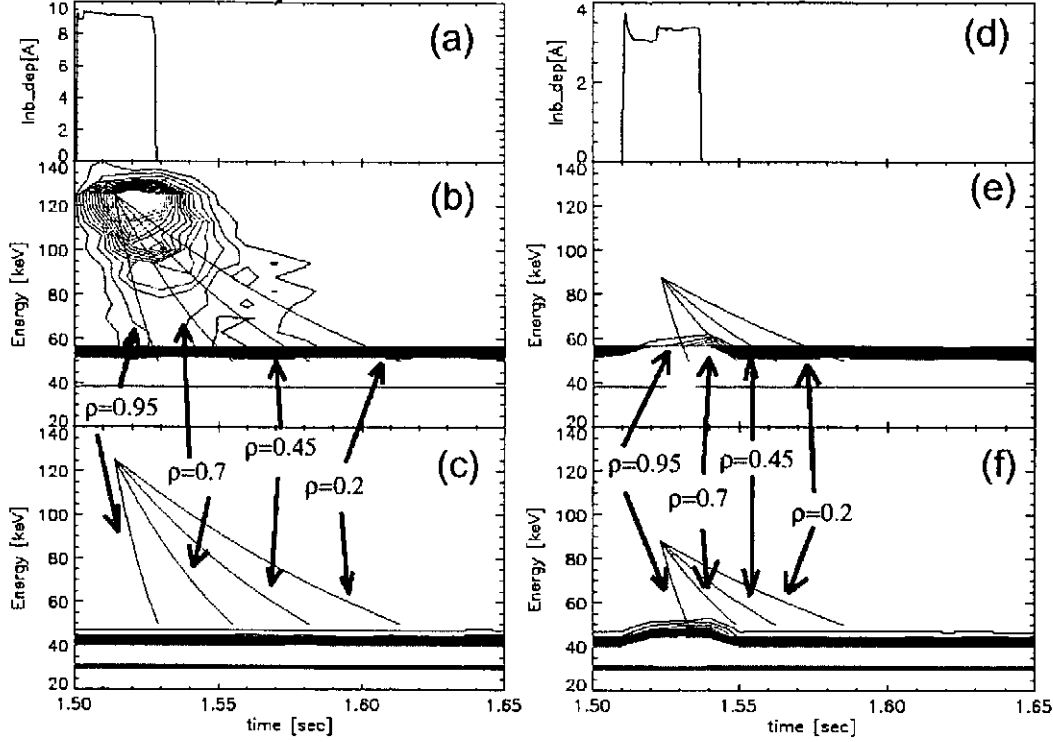 10
8
6
4
2
0
Inb_dep[A]
(a)
4
2
0
Inb_dep[A]
(d)
140
120
100
80
60
40
20
Energy [keV]
(b)
ρ=0.95
ρ=0.7
ρ=0.45
ρ=0.2
140
120
100
80
60
40
20
Energy [keV]
(e)
ρ=0.95
ρ=0.7
ρ=0.45
ρ=0.2
120
100
80
60
40
20
Energy [keV]
(c)
1.50
1.55
1.60
1.65
time [sec]
120
100
80
60
40
20
Energy [keV]
(f)
1.50
1.55
1.60
1.65
time [sec]